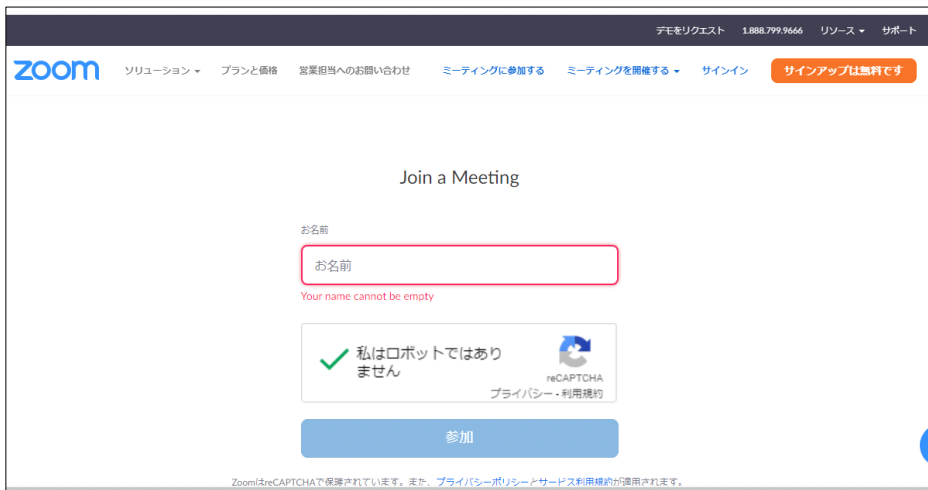 デモをリクエスト 1.888.799.9666 リソース サポート
zoom ソリューション プランと価格 営業担当へのお問い合わせ ミーティングに参加する ミーティングを開催する サインイン サインアップは無料です
Join a Meeting
お名前
お名前
Your name cannot be empty
私はロボットではあり
ません
reCAPTCHA
プライバシー - 利用規約
参加
ZoomはreCAPTCHAで保護されています。また、プライバシーポリシーとサービス利用規約が適用されます。